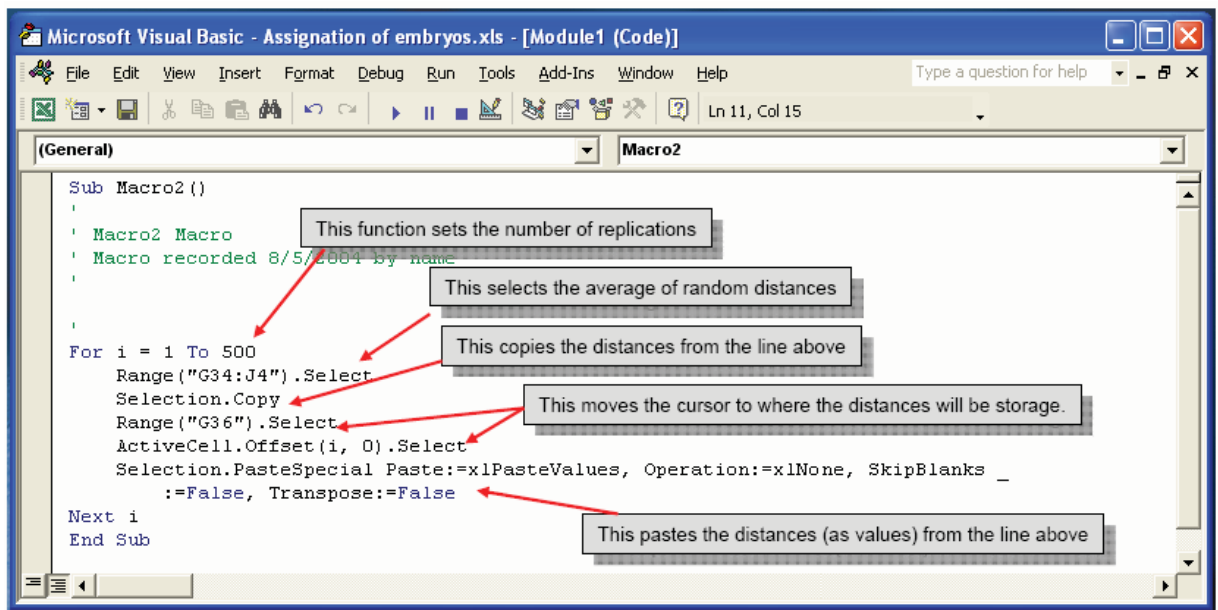 Microsoft Visual Basic - Assignation of embryos.xls - [Module1 (Code)]
File Edit View Insert Format Debug Run Tools Add-Ins Window Help Type a question for help
Ln 11, Col 15
(General) Macro2
Sub Macro2()
'
' Macro2 Macro
This function sets the number of replications
' Macro recorded 8/5/2004 by name
'
This selects the average of random distances
'
For i = 1 To 500
This copies the distances from the line above
Range("G34:J4").Select
Selection.Copy
This moves the cursor to where the distances will be storage.
Range("G36").Select
ActiveCell.Offset(i, 0).Select
Selection.PasteSpecial Paste:=xlPasteValues, Operation:=xlNone, SkipBlanks _
:=False, Transpose:=False
Next i
This pastes the distances (as values) from the line above
End Sub